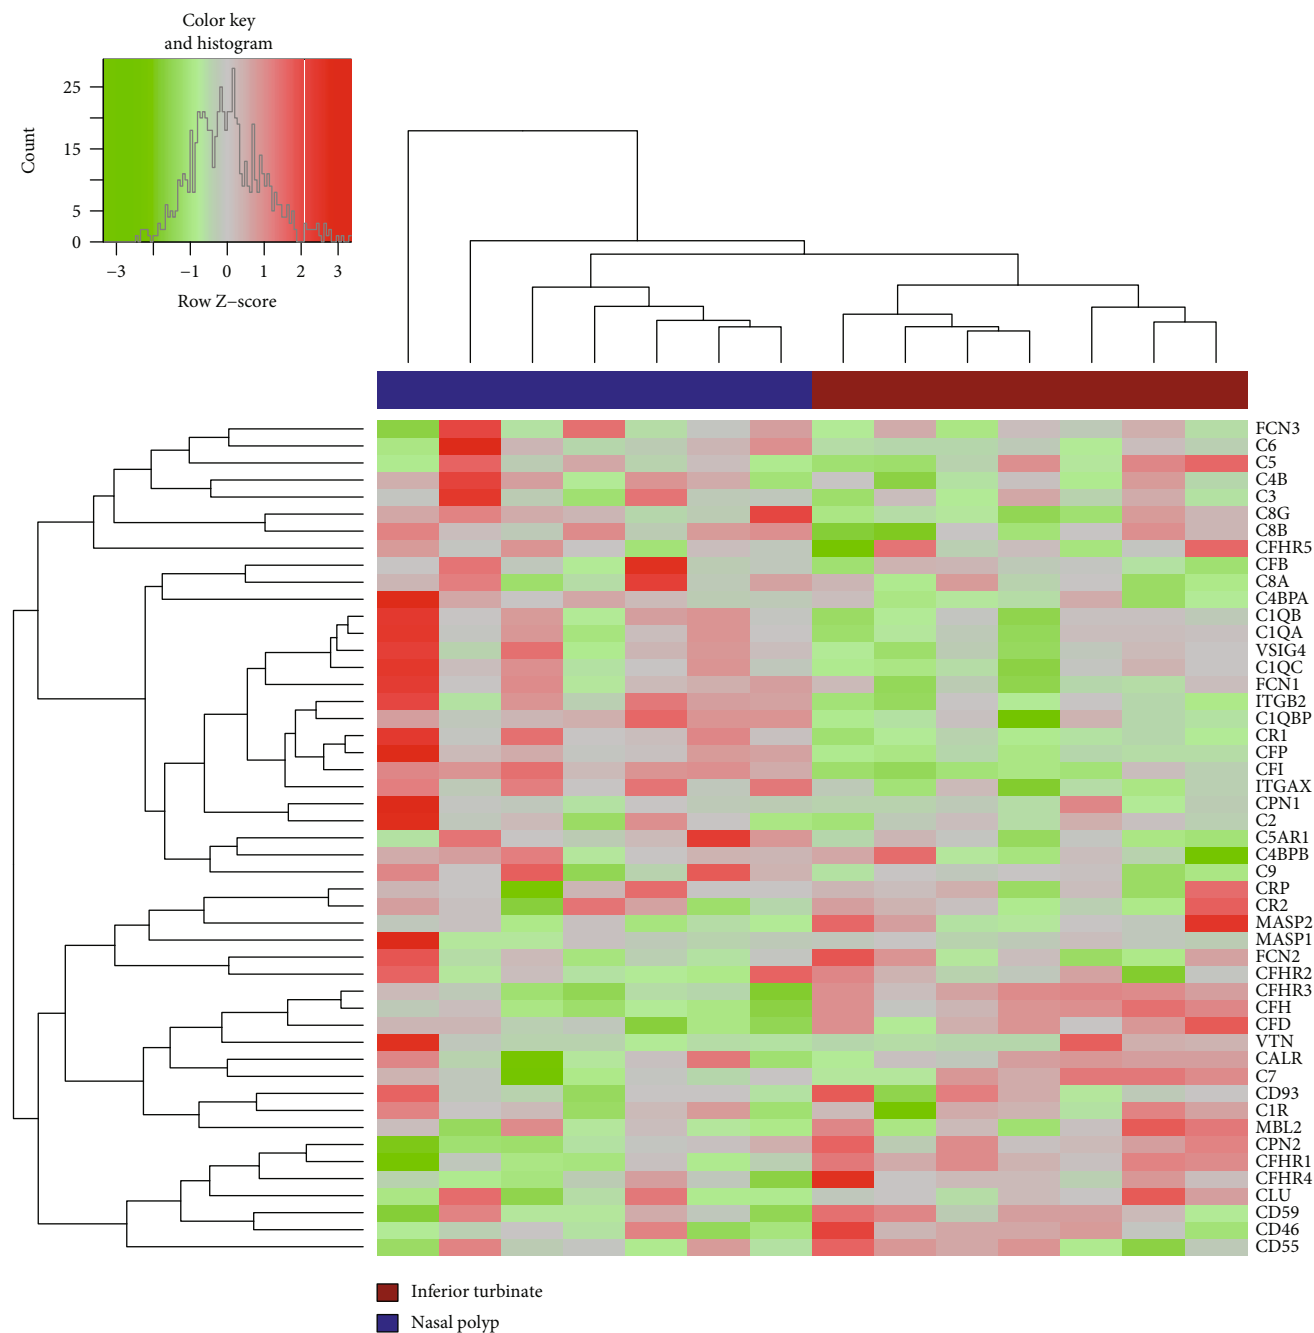 Color key
and histogram
Count
25
15
5
0
−3
−1
0
1
2
3
Row Z−score
FCN3
C6
C5
C4B
C3
C8G
C8B
CFHR5
CFB
C8A
C4BPA
C1QB
C1QA
VSIG4
C1QC
FCN1
ITGB2
C1QBP
CR1
CFP
CFI
ITGAX
CPN1
C2
C5AR1
C4BPB
C9
CRP
CR2
MASP2
MASP1
FCN2
CFHR2
CFHR3
CFH
CFD
VTN
CALR
C7
CD93
C1R
MBL2
CPN2
CFHR1
CFHR4
CLU
CD59
CD46
CD55
Inferior turbinate
Nasal polyp